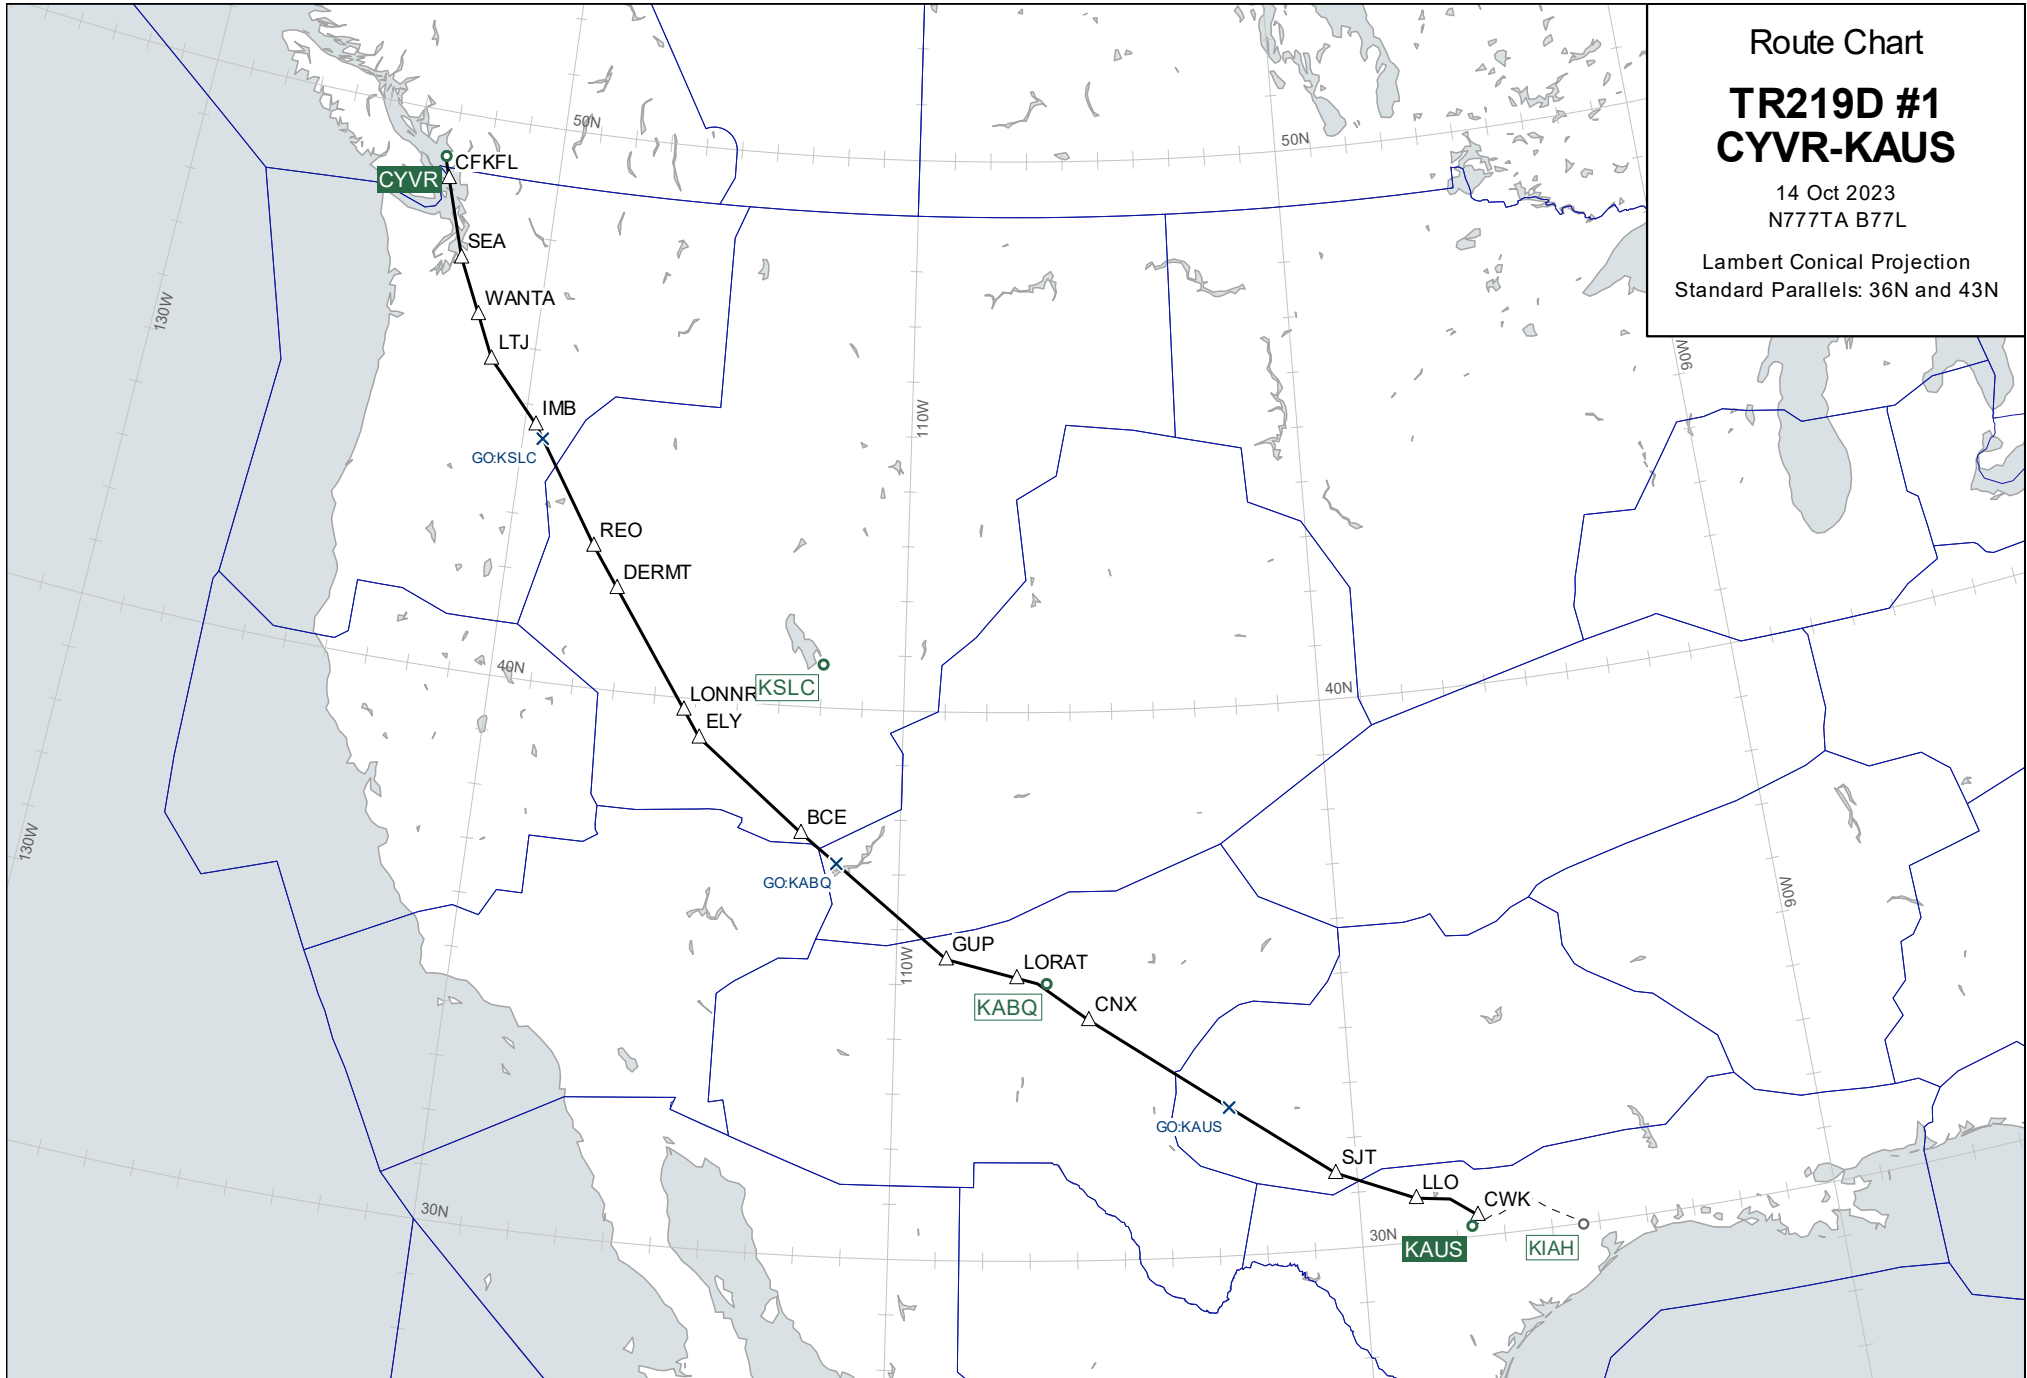 Route Chart
TR219D #1
CYVR-KAUS
14 Oct 2023
N777TA B77L
Lambert Conical Projection
Standard Parallels: 36N and 43N
50N
50N
CFKFL
CYVR
SEA
130W
WANTA
LTJ
90W
IMB
110W
GO:KSLC
REO
DERMT
40N
KSLC
LONNR
40N
ELY
BCE
130W
GO:KABQ
90W
GUP
110W
LORAT
KABQ
CNX
GO:KAUS
SJT
LLO
CWK
30N
30N
KAUS
KIAH